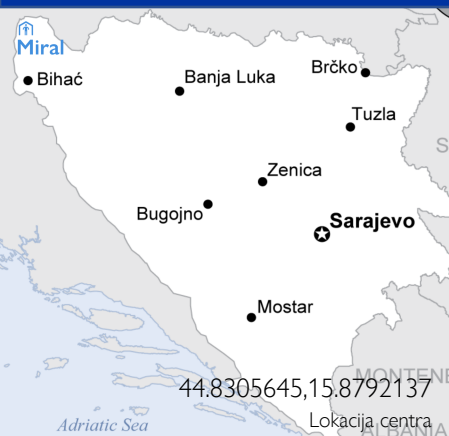 Miral
Bihać
Banja Luka
Brčko
Tuzla
Zenica
Bugojno
Sarajevo
Mostar
MONTENE
44.8305645,15.8792137
Lokacija centra
Adriatic Sea
ALBANIA
S